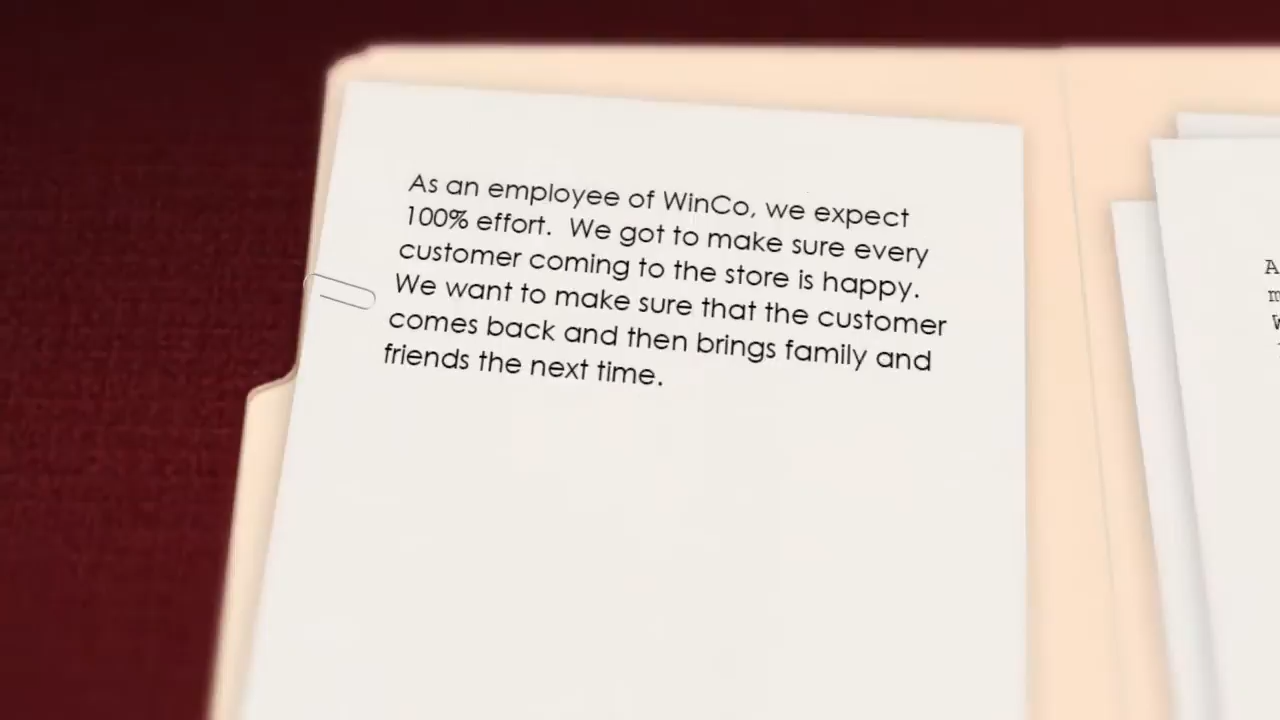 As an employee of WinCo, we expect
100% effort.  We got to make sure every
customer coming to the store is happy.
We want to make sure that the customer
comes back and then brings family and
friends the next time.